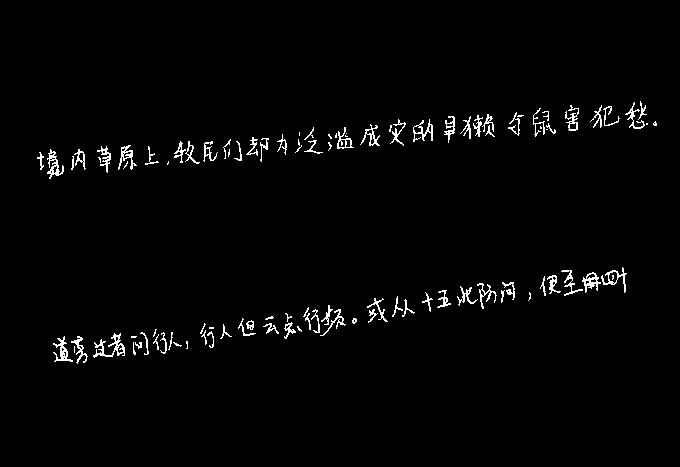 境内草原上,牧民们却为泛滥成灾的旱獭等鼠害犯愁。
道旁过者问行人,行人但云点行频。或从十五北防河,便至四十